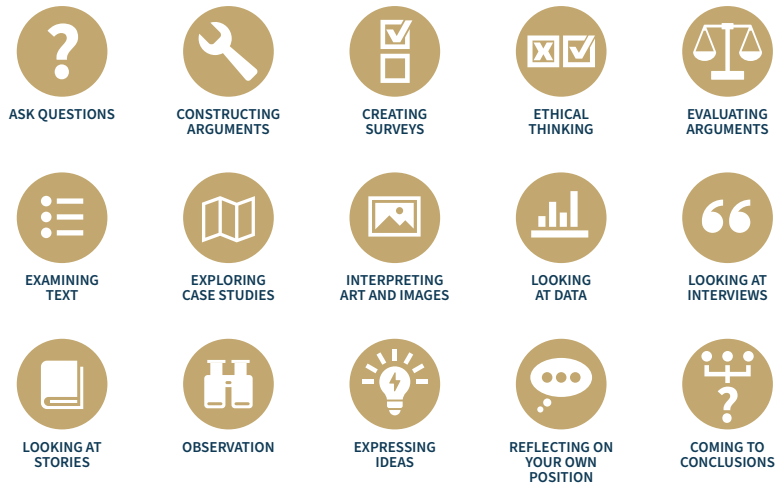 ASK QUESTIONS
CONSTRUCTING
ARGUMENTS
CREATING
SURVEYS
ETHICAL
THINKING
EVALUATING
ARGUMENTS
EXAMINING
TEXT
EXPLORING
CASE STUDIES
INTERPRETING
ART AND IMAGES
LOOKING
AT DATA
LOOKING AT
INTERVIEWS
LOOKING AT
STORIES
OBSERVATION
EXPRESSING
IDEAS
REFLECTING ON
YOUR OWN
POSITION
COMING TO
CONCLUSIONS